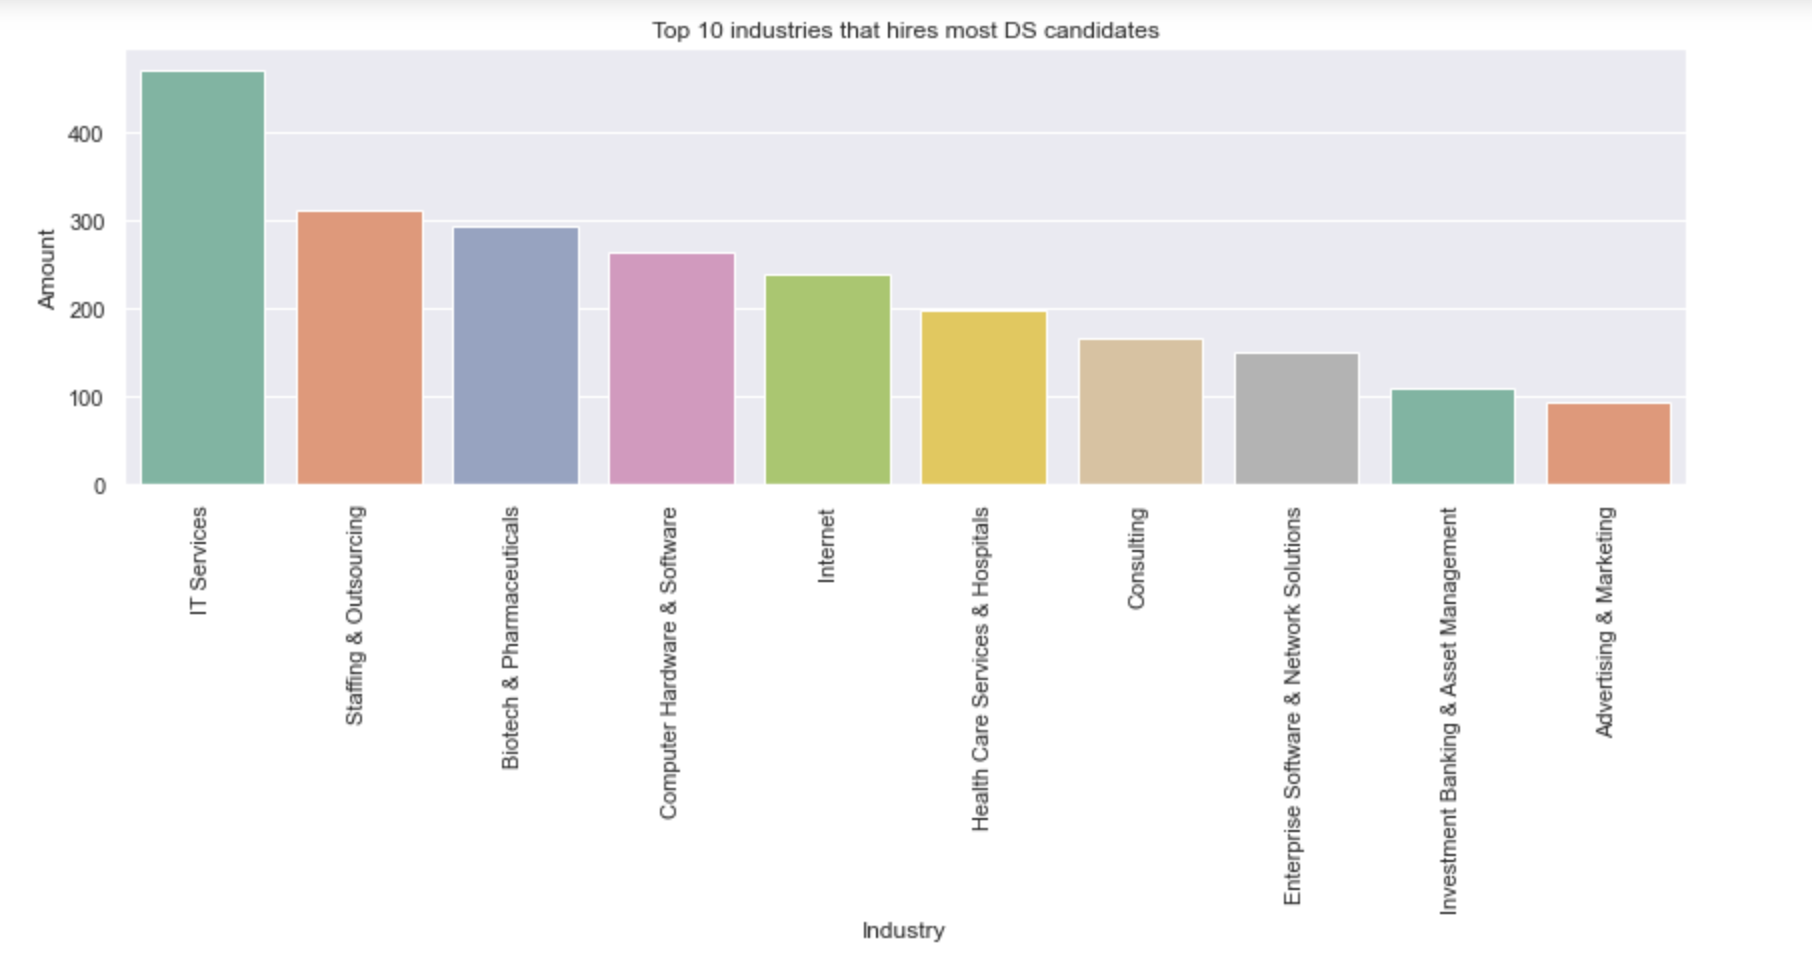 Top 10 industries that hires most DS candidates
Amount
400
300
200
100
0
IT Services
Staffing & Outsourcing
Biotech & Pharmaceuticals
Computer Hardware & Software
Internet
Health Care Services & Hospitals
Consulting
Enterprise Software & Network Solutions
Investment Banking & Asset Management
Advertising & Marketing
Industry